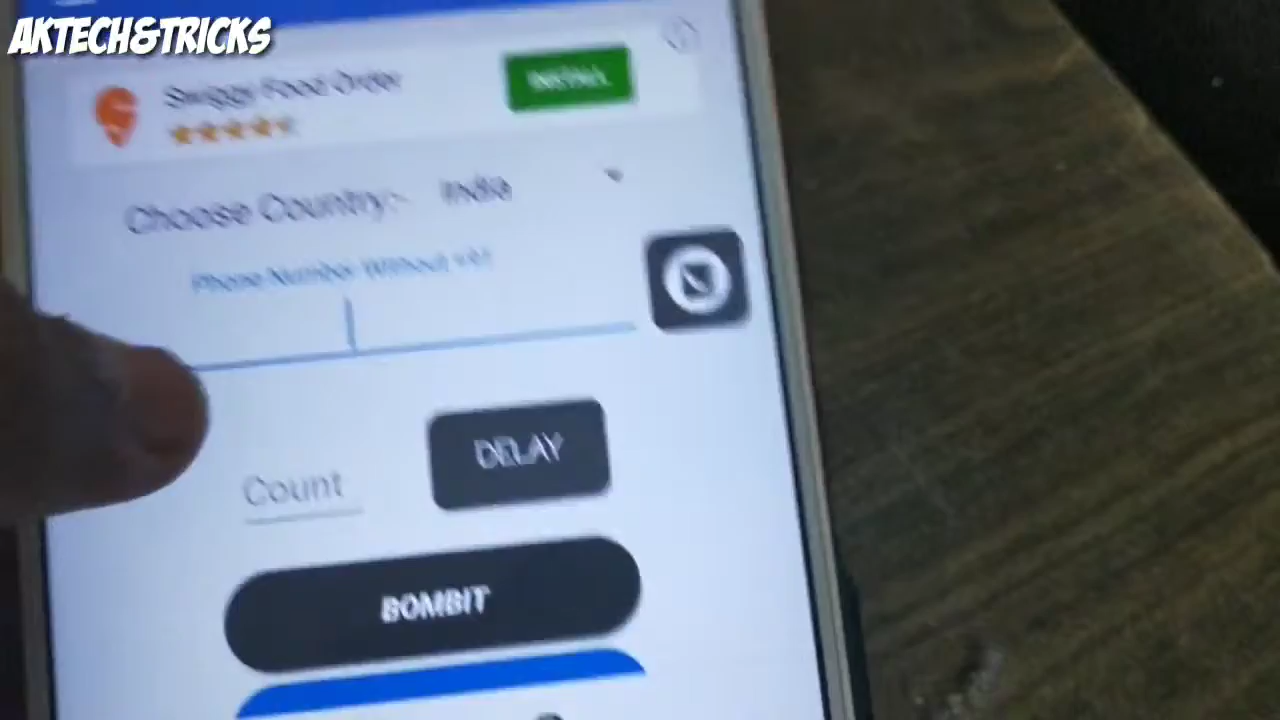 AKTECH&TRICKS
Swiggy Food Order
INSTALL
Choose Country:- India
Phone Number Without +91
Count
DELAY
BOMBIT